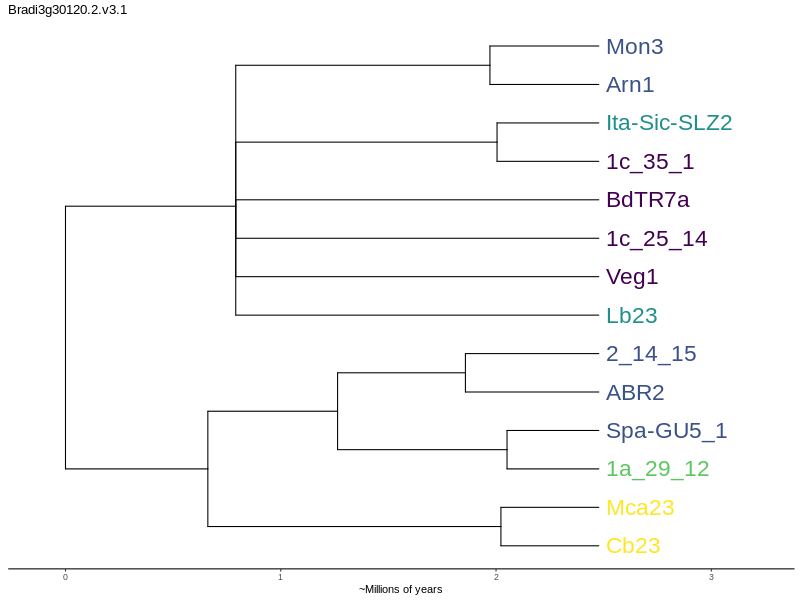 Bradi3g30120.2.v3.1
Mon3
Arn1
Ita-Sic-SLZ2
1c_35_1
BdTR7a
1c_25_14
Veg1
Lb23
2_14_15
ABR2
Spa-GU5_1
1a_29_12
Mca23
Cb23
0 1 2 3
~Millions of years